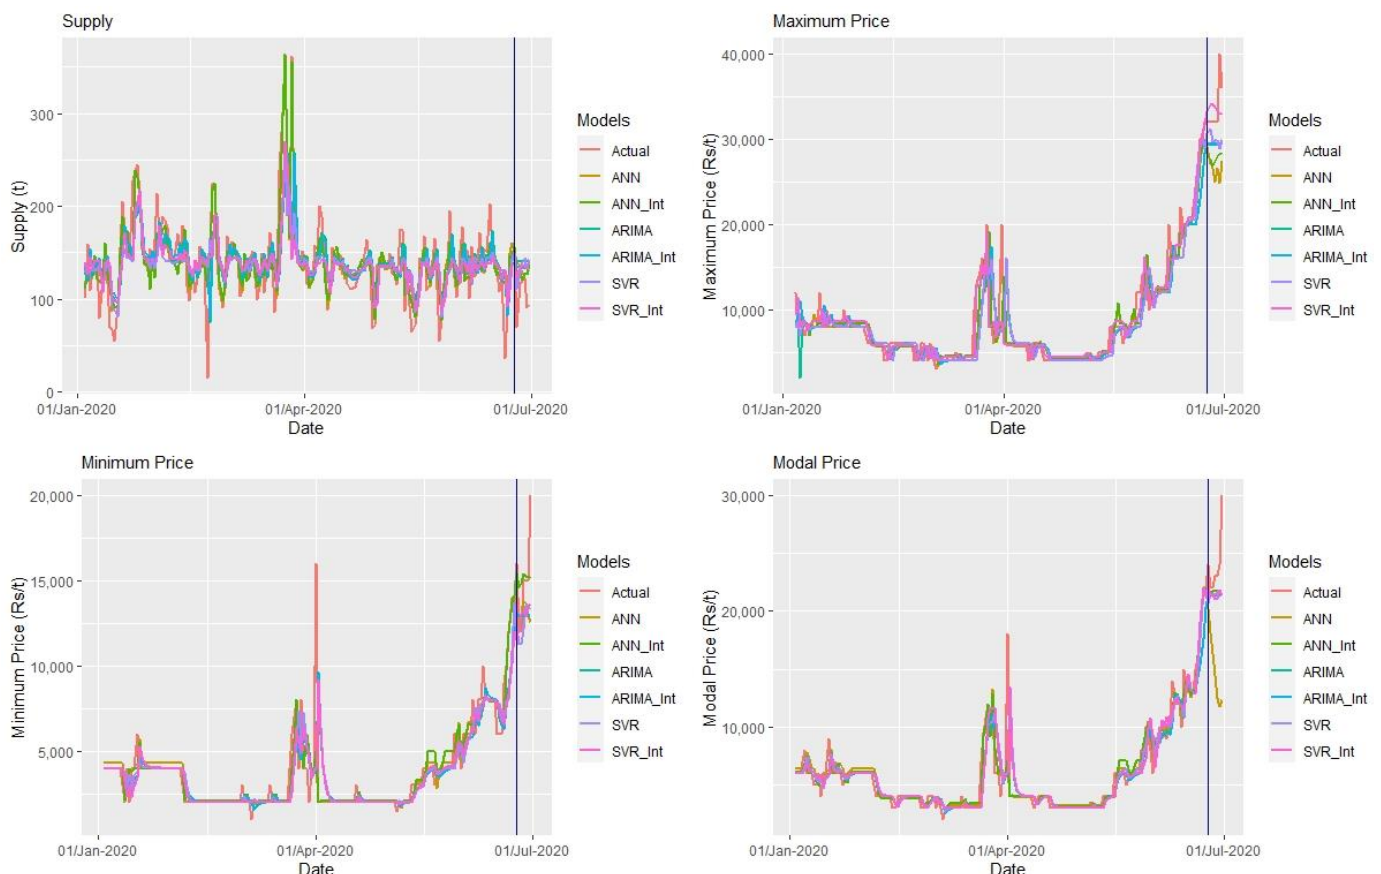 Supply
Supply (t)
300
200
100
0
01/Jan-2020
01/Apr-2020
01/Jul-2020
Date
Models
Actual
ANN
ANN_Int
ARIMA
ARIMA_Int
SVR
SVR_Int
Maximum Price
Maximum Price (Rs/t)
40,000
30,000
20,000
10,000
01/Jan-2020
01/Apr-2020
01/Jul-2020
Date
Models
Actual
ANN
ANN_Int
ARIMA
ARIMA_Int
SVR
SVR_Int
Minimum Price
Minimum Price (Rs/t)
20,000
15,000
10,000
5,000
01/Jan-2020
01/Apr-2020
01/Jul-2020
Date
Models
Actual
ANN
ANN_Int
ARIMA
ARIMA_Int
SVR
SVR_Int
Modal Price
Modal Price (Rs/t)
30,000
20,000
10,000
01/Jan-2020
01/Apr-2020
01/Jul-2020
Date
Models
Actual
ANN
ANN_Int
ARIMA
ARIMA_Int
SVR
SVR_Int